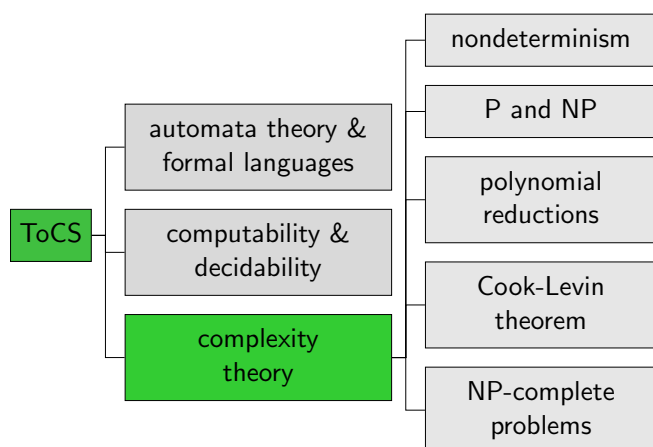 ToCS
automata theory &
formal languages
computability &
decidability
complexity
theory
nondeterminism
P and NP
polynomial
reductions
Cook-Levin
theorem
NP-complete
problems